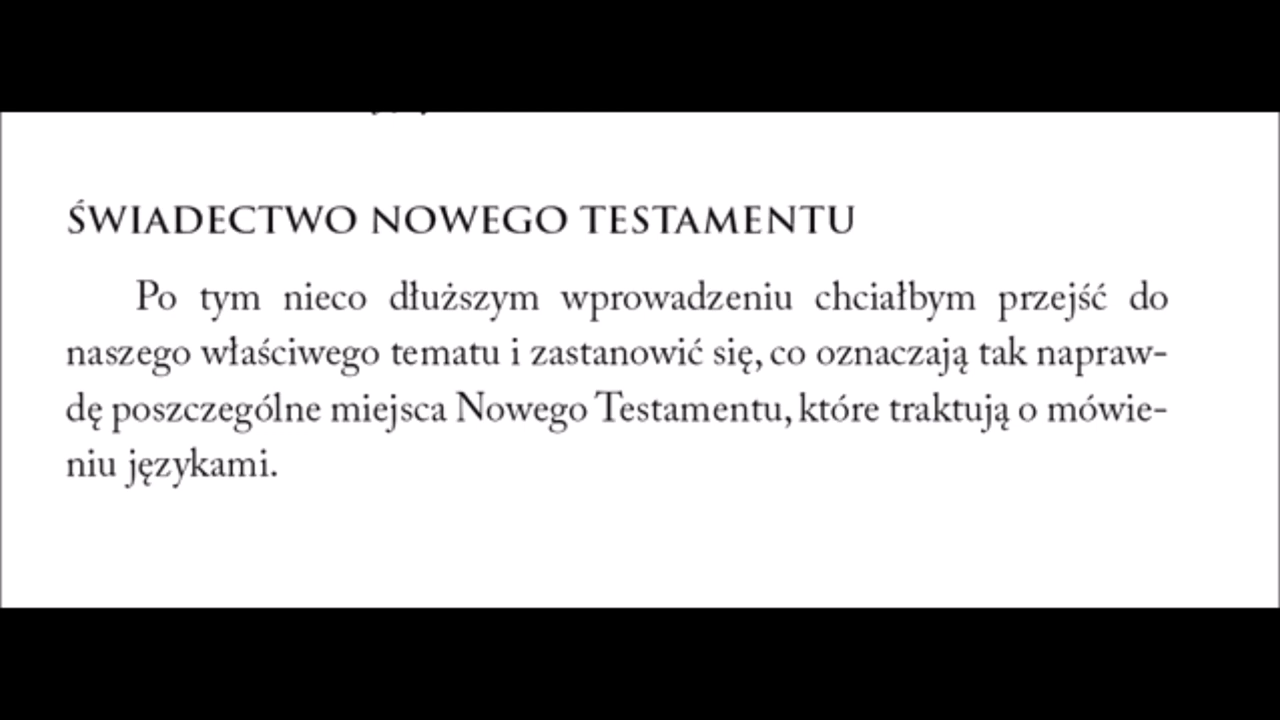 ŚWIADECTWO NOWEGO TESTAMENTU
Po tym nieco dłuższym wprowadzeniu chciałbym przejść do
naszego właściwego tematu i zastanowić się, co oznaczają tak napraw-
dę poszczególne miejsca Nowego Testamentu, które traktują o mówie-
niu językami.